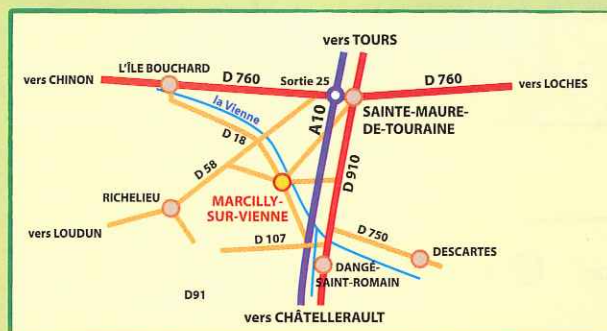 vers TOURS
L'ÎLE BOUCHARD
vers CHINON
D 760
Sortie 25
D 760
vers LOCHES
la Vienne
A10
SAINTE-MAURE-
DE-TOURAINE
D 18
D 58
D 910
RICHELIEU
MARCILLY-
SUR-VIENNE
vers LOUDUN
D 750
D 107
DESCARTES
DANGÉ-
SAINT-ROMAIN
D91
vers CHÂTELLERAULT